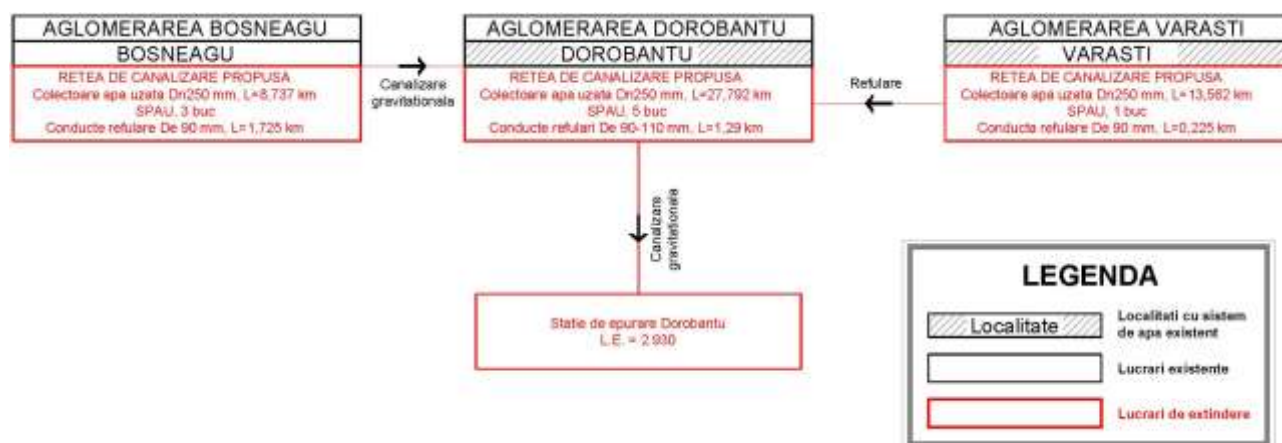 AGLOMERAREA BOSNEAGU
BOSNEAGU
RETEA DE CANALIZARE PROPUSA
Colectoare apa uzata Dn250 mm, L=8,737 km
SPAU, 3 buc
Conducte refulare De 90 mm, L=1,725 km
Canalizare
gravitationala
AGLOMERAREA DOROBANTU
DOROBANTU
RETEA DE CANALIZARE PROPUSA
Colectoare apa uzata Dn250 mm, L=27,792 km
SPAU, 5 buc
Conducte refulari De 90-110 mm, L=1,29 km
Refulare
AGLOMERAREA VARASTI
VARASTI
RETEA DE CANALIZARE PROPUSA
Colectoare apa uzata Dn250 mm, L=13,562 km
SPAU, 1 buc
Conducta refulare De 90 mm, L=0,225 km
Canalizare
gravitationala
Statie de epurare Dorobantu
L.E. = 2.930
LEGENDA
Localitate
Localitati cu sistem
de apa existent
Lucrari existente
Lucrari de extindere